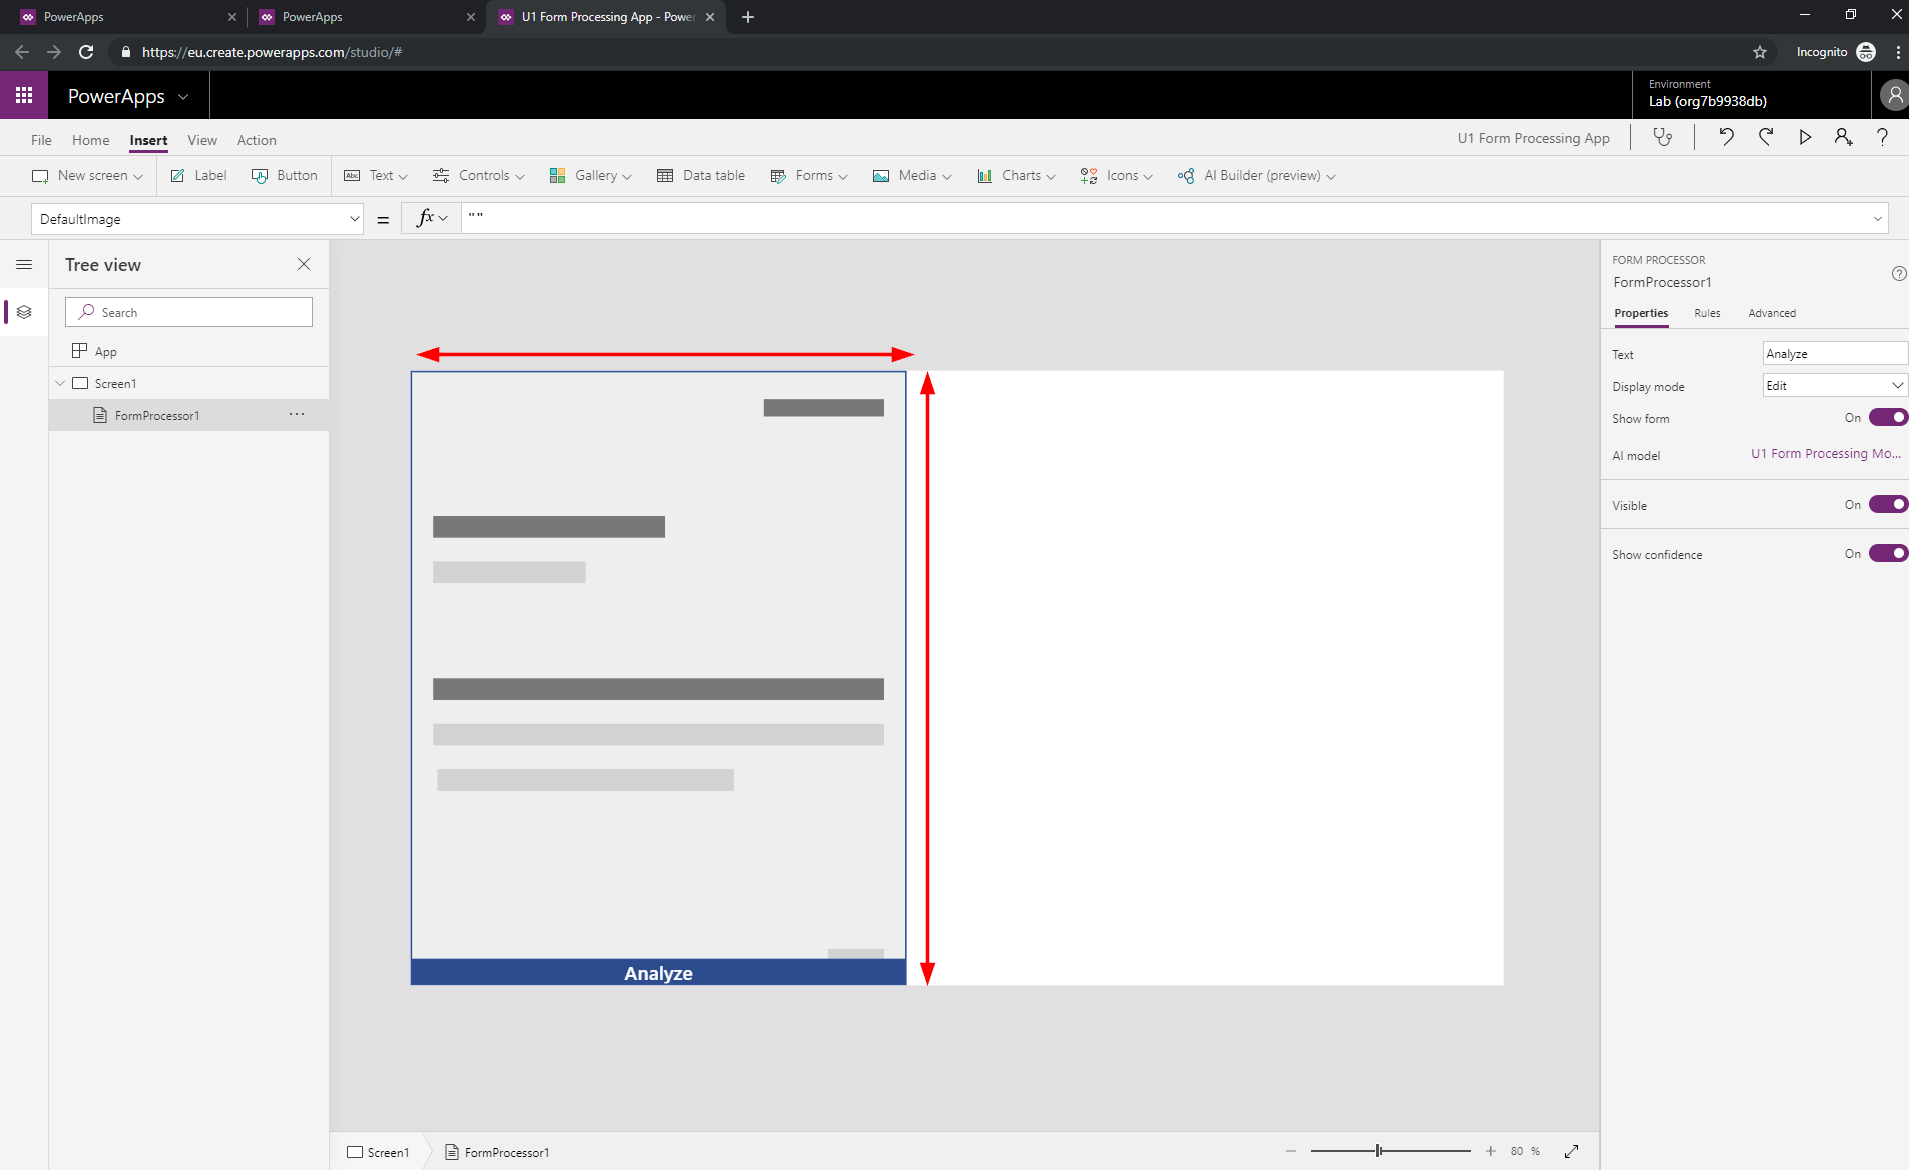 PowerApps
PowerApps
U1 Form Processing App - Power
https://eu.create.powerapps.com/studio/#
Incognito
PowerApps
Environment
Lab (org7b9938db)
File Home Insert View Action
U1 Form Processing App
New screen Label Button Text Controls Gallery Data table Forms Media Charts Icons AI Builder (preview)
DefaultImage = fx ""
Tree view
Search
App
Screen1
FormProcessor1
Analyze
FORM PROCESSOR
FormProcessor1
Properties Rules Advanced
Text Analyze
Display mode Edit
Show form On
AI model U1 Form Processing Mo...
Visible On
Show confidence On
Screen1 FormProcessor1
80 %